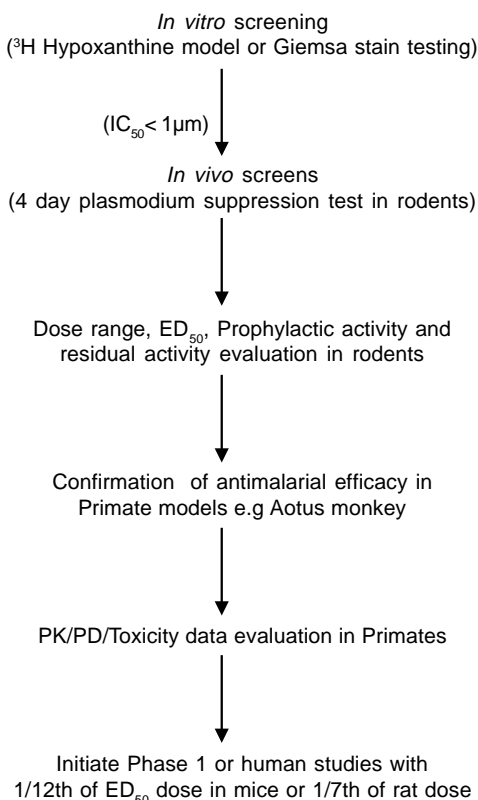 In vitro screening
(³H Hypoxanthine model or Giemsa stain testing)
(IC₅₀< 1µm)
In vivo screens
(4 day plasmodium suppression test in rodents)
Dose range, ED₅₀, Prophylactic activity and
residual activity evaluation in rodents
Confirmation of antimalarial efficacy in
Primate models e.g Aotus monkey
PK/PD/Toxicity data evaluation in Primates
Initiate Phase 1 or human studies with
1/12th of ED₅₀ dose in mice or 1/7th of rat dose